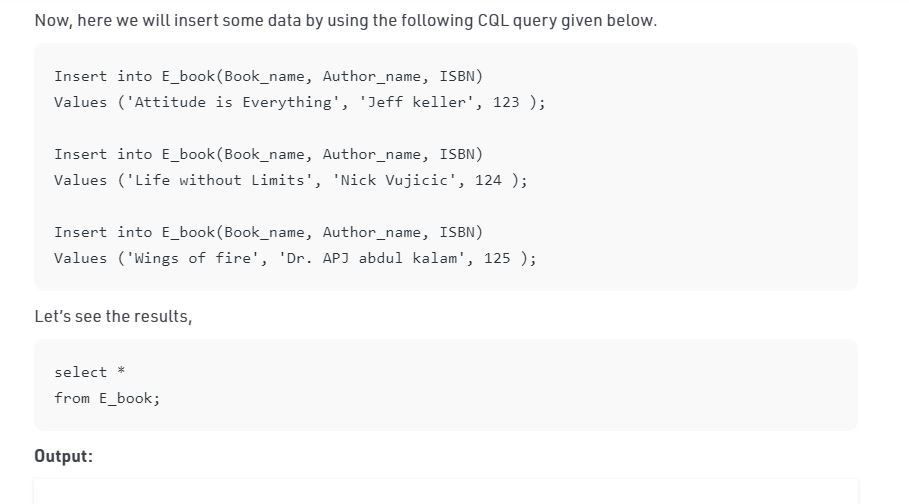 Now, here we will insert some data by using the following CQL query given below.
Insert into E_book(Book_name, Author_name, ISBN)
Values ('Attitude is Everything', 'Jeff keller', 123 );
Insert into E_book(Book_name, Author_name, ISBN)
Values ('Life without Limits', 'Nick Vujicic', 124 );
Insert into E_book(Book_name, Author_name, ISBN)
Values ('Wings of fire', 'Dr. APJ abdul kalam', 125 );
Let’s see the results,
select *
from E_book;
Output: